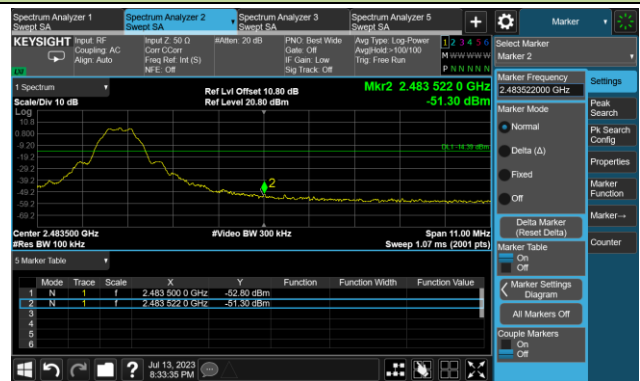 Spectrum Analyzer 1
Swept SA
Spectrum Analyzer 2
Swept SA
Spectrum Analyzer 3
Swept SA
Spectrum Analyzer 5
Swept SA
Marker
KEYSIGHT
Input: RF
Coupling: AC
Align: Auto
Input Z: 50 Ω
Corr CCorr
Freq Ref: Int (S)
NFE: Off
#Atten: 20 dB
PNO: Best Wide
Gate: Off
IF Gain: Low
Sig Track: Off
Avg Type: Log-Power
Avg|Hold:>100/100
Trig: Free Run
1 2 3 4 5 6
M W W W W W
P N N N N N
Select Marker
Marker 2
1 Spectrum
Scale/Div 10 dB
Log
Ref Lvl Offset 10.80 dB
Ref Level 20.80 dBm
Mkr2 2.483 522 0 GHz
-51.30 dBm
10.8
0.800
-9.20
-19.2
-29.2
-39.2
-49.2
-59.2
-69.2
DL1 -14.39 dBm
2
Center 2.483500 GHz
#Res BW 100 kHz
#Video BW 300 kHz
Span 11.00 MHz
Sweep 1.07 ms (2001 pts)
5 Marker Table
Mode Trace Scale X Y Function Function Width Function Value
1 N 1 f 2.483 500 0 GHz -52.80 dBm
2 N 1 f 2.483 522 0 GHz -51.30 dBm
3
4
5
6
Marker Frequency
2.483522000 GHz
Marker Mode
Normal
Delta (Δ)
Fixed
Off
Delta Marker
(Reset Delta)
Marker Table
On
Off
Marker Settings
Diagram
All Markers Off
Couple Markers
On
Off
Settings
Peak
Search
Pk Search
Config
Properties
Marker
Function
Marker→
Counter
Jul 13, 2023
8:33:35 PM